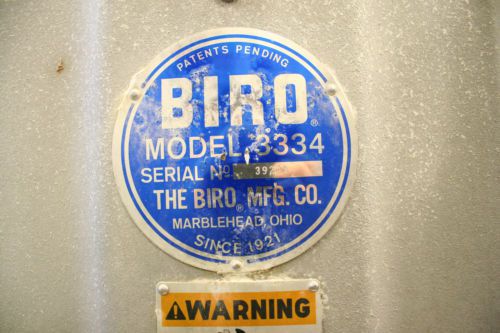 PATENTS PENDING
BIRO®
MODEL 3334
SERIAL Nº
THE BIRO® MFG. CO.
MARBLEHEAD, OHIO
SINCE 1921
⚠WARNING